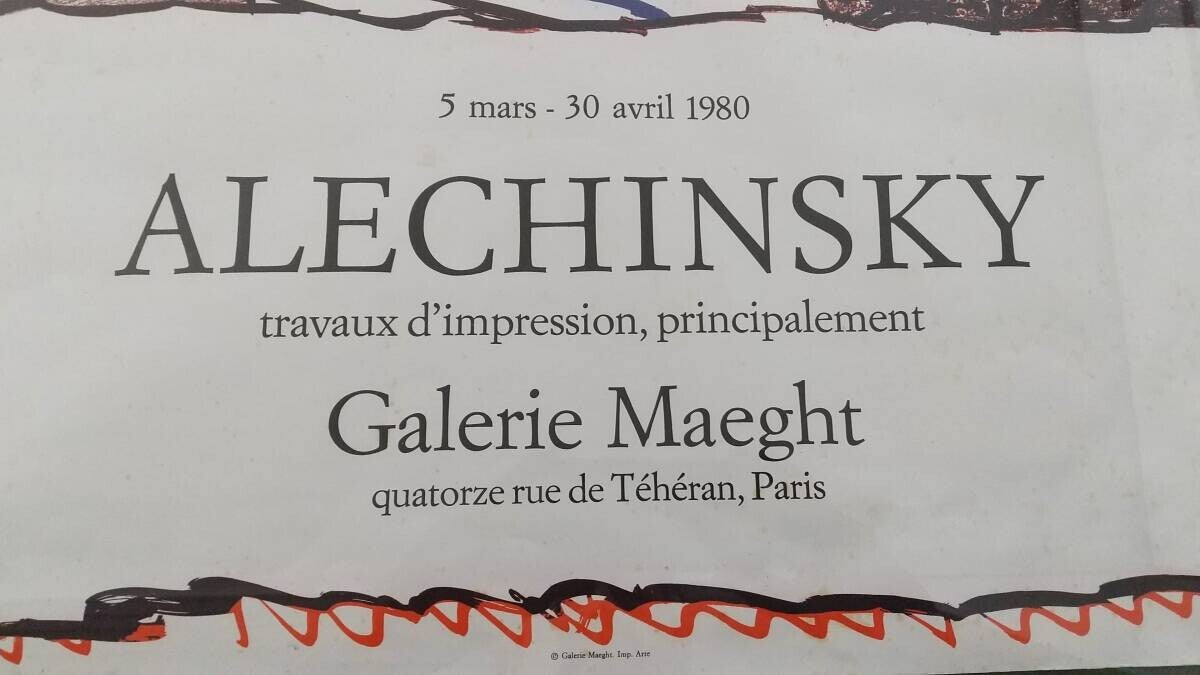 5 mars - 30 avril 1980
ALECHINSKY
travaux d'impression, principalement
Galerie Maeght
quatorze rue de Téhéran, Paris
© Galerie Maeght. Imp. Arte